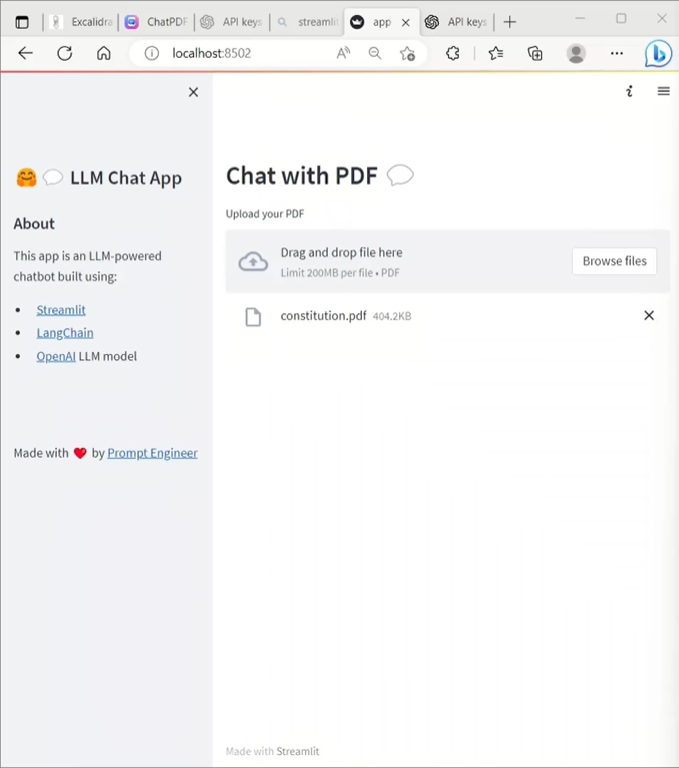 Excalidra
ChatPDF
API keys
streamlit
app
API keys
localhost:8502
LLM Chat App
About
This app is an LLM-powered
chatbot built using:
Streamlit
LangChain
OpenAI LLM model
Made with ❤️ by Prompt Engineer
Chat with PDF
Upload your PDF
Drag and drop file here
Limit 200MB per file • PDF
Browse files
constitution.pdf 404.2KB
Made with Streamlit